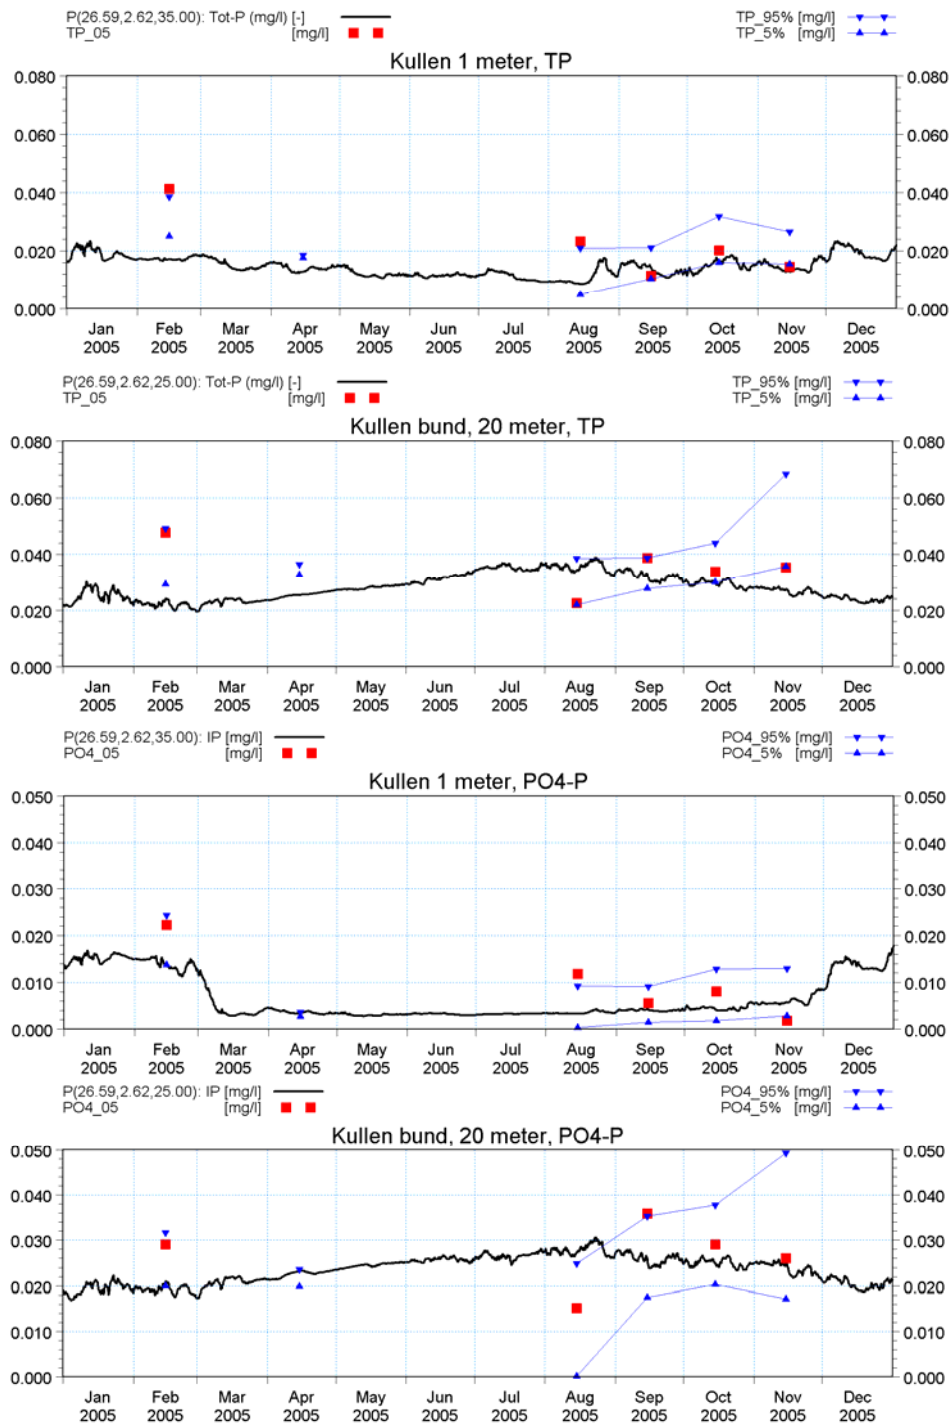 P(26.59,2.62,35.00): Tot-P (mg/l) [-] TP_95% [mg/l]
TP_05 [mg/l] TP_5% [mg/l]
Kullen 1 meter, TP
0.080 0.080
0.060 0.060
0.040 0.040
0.020 0.020
0.000 0.000
Jan Feb Mar Apr May Jun Jul Aug Sep Oct Nov Dec
2005 2005 2005 2005 2005 2005 2005 2005 2005 2005 2005 2005
P(26.59,2.62,25.00): Tot-P (mg/l) [-] TP_95% [mg/l]
TP_05 [mg/l] TP_5% [mg/l]
Kullen bund, 20 meter, TP
0.080 0.080
0.060 0.060
0.040 0.040
0.020 0.020
0.000 0.000
Jan Feb Mar Apr May Jun Jul Aug Sep Oct Nov Dec
2005 2005 2005 2005 2005 2005 2005 2005 2005 2005 2005 2005
P(26.59,2.62,35.00): IP [mg/l] PO4_95% [mg/l]
PO4_05 [mg/l] PO4_5% [mg/l]
Kullen 1 meter, PO4-P
0.050 0.050
0.040 0.040
0.030 0.030
0.020 0.020
0.010 0.010
0.000 0.000
Jan Feb Mar Apr May Jun Jul Aug Sep Oct Nov Dec
2005 2005 2005 2005 2005 2005 2005 2005 2005 2005 2005 2005
P(26.59,2.62,25.00): IP [mg/l] PO4_95% [mg/l]
PO4_05 [mg/l] PO4_5% [mg/l]
Kullen bund, 20 meter, PO4-P
0.050 0.050
0.040 0.040
0.030 0.030
0.020 0.020
0.010 0.010
0.000 0.000
Jan Feb Mar Apr May Jun Jul Aug Sep Oct Nov Dec
2005 2005 2005 2005 2005 2005 2005 2005 2005 2005 2005 2005